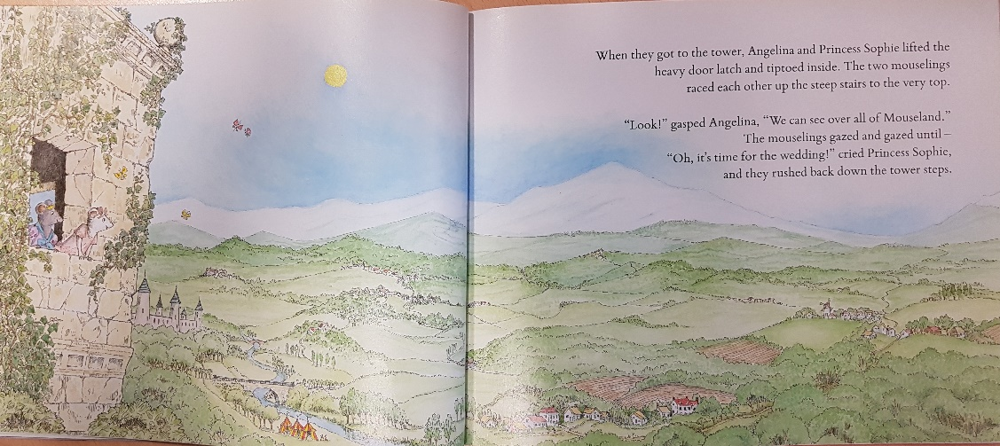 When they got to the tower, Angelina and Princess Sophie lifted the
heavy door latch and tiptoed inside. The two mouselings
raced each other up the steep stairs to the very top.
“Look!” gasped Angelina, “We can see over all of Mouseland.”
The mouselings gazed and gazed until –
“Oh, it’s time for the wedding!” cried Princess Sophie,
and they rushed back down the tower steps.